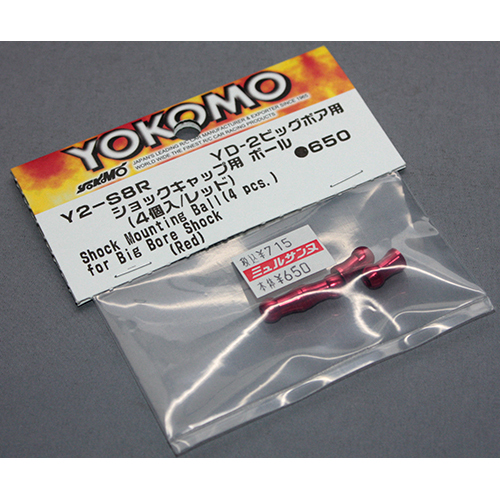 YOKOMO
JAPAN'S LEADING R/C CAR MANUFACTURER & EXPORTER SINCE 1981
WORLD WIDE THE FINEST R/C CAR RACING PRODUCTS
YOKOMO
Y2-S8R YD-2ビッグボア用
ショックキャップ用 ボール ●650
(4個入/レッド)
Shock Mounting Ball(4 pcs.)
for Big Bore Shock
(Red)
税込¥715
ミュルサンヌ
本体¥650